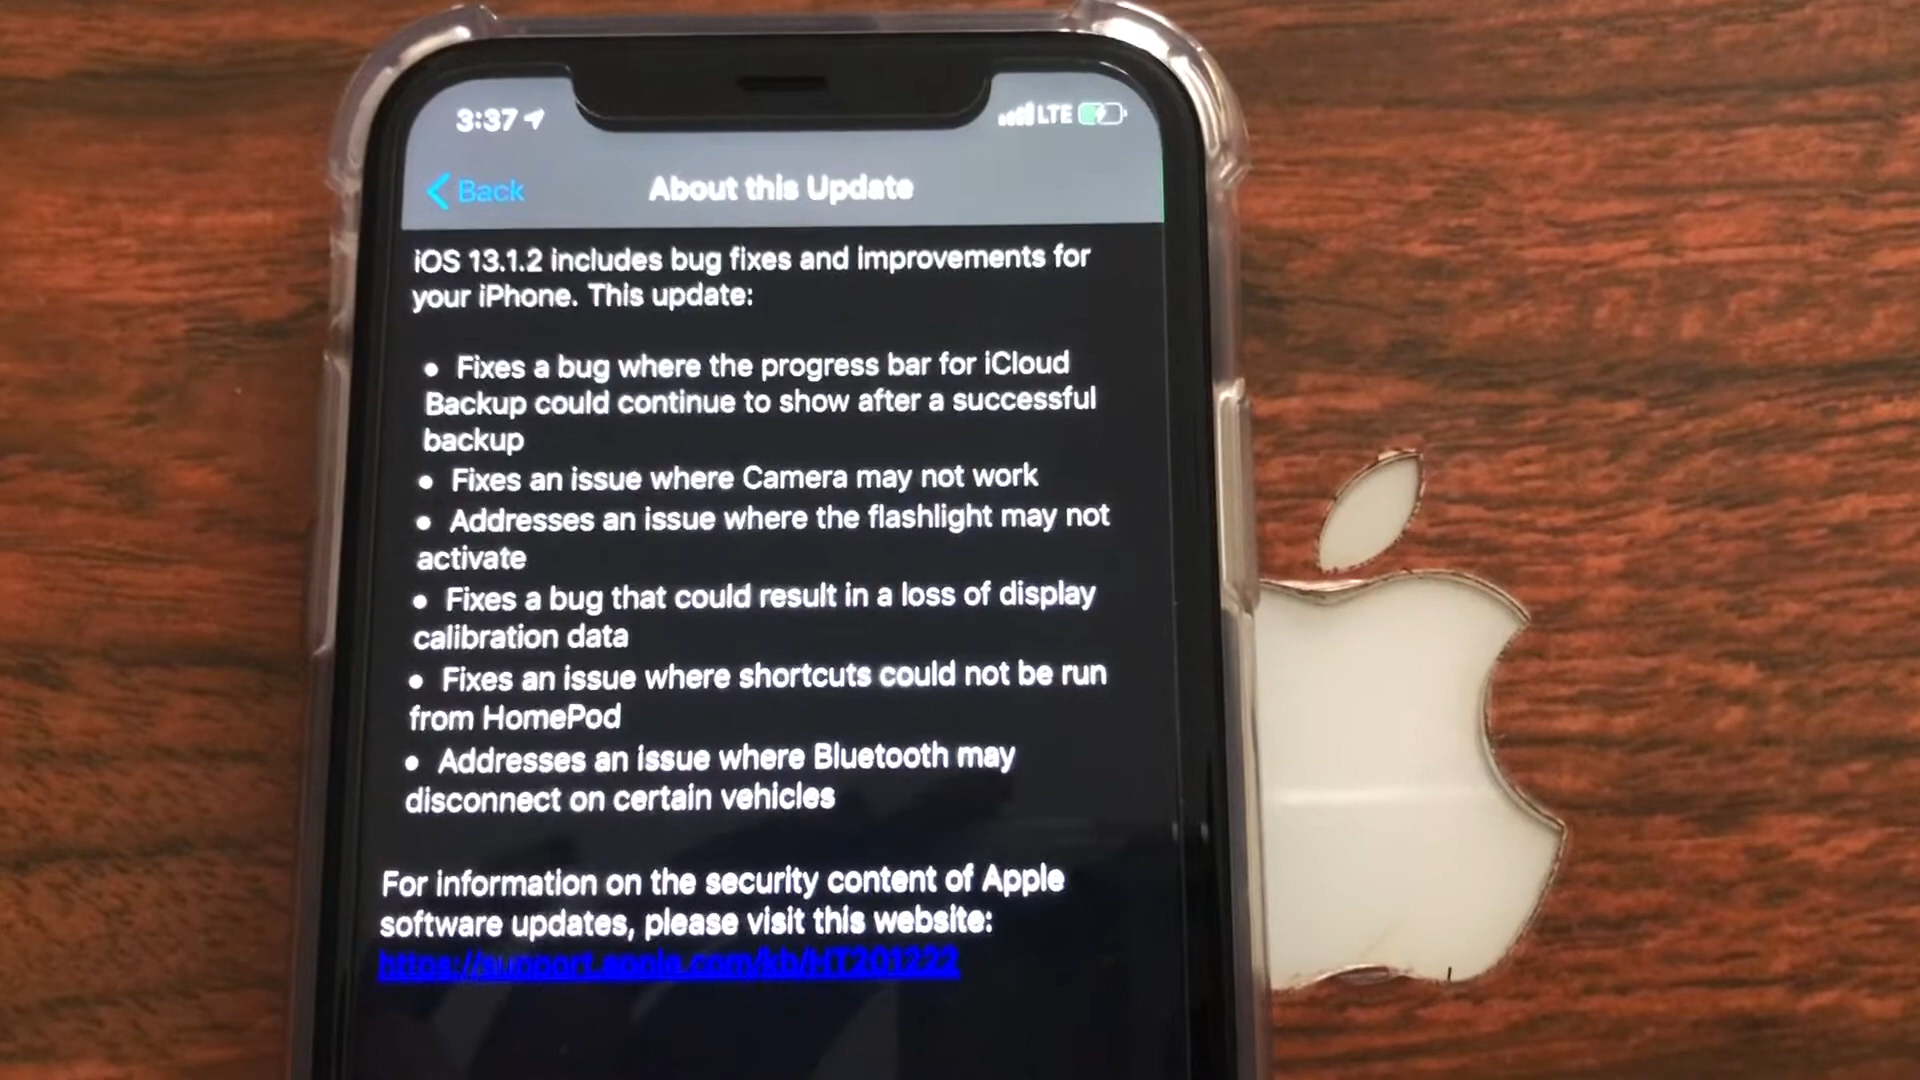 3:37
LTE
Back
About this Update
iOS 13.1.2 includes bug fixes and improvements for
your iPhone. This update:
• Fixes a bug where the progress bar for iCloud
Backup could continue to show after a successful
backup
• Fixes an issue where Camera may not work
• Addresses an issue where the flashlight may not
activate
• Fixes a bug that could result in a loss of display
calibration data
• Fixes an issue where shortcuts could not be run
from HomePod
• Addresses an issue where Bluetooth may
disconnect on certain vehicles
For information on the security content of Apple
software updates, please visit this website:
https://support.apple.com/kb/HT201222